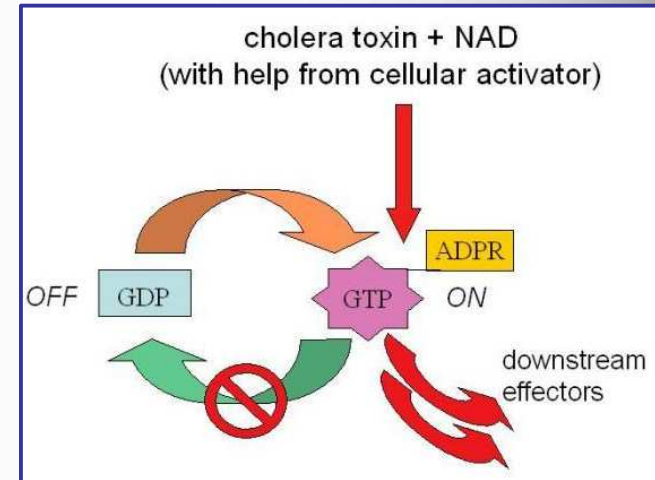 cholera toxin + NAD
(with help from cellular activator)
ADPR
OFF GDP GTP ON
downstream
effectors